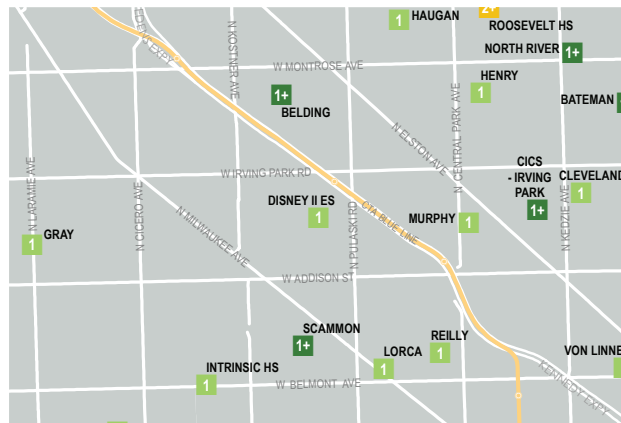 HAUGAN
1
2+
ROOSEVELT HS
NORTH RIVER
1+
W MONTROSE AVE
N KOSTNER AVE
EXPY
HENRY
1
BELDING
1+
BATEMAN
N ELSTON AVE
N CENTRAL PARK AVE
W IRVING PARK RD
CICS
- IRVING
PARK
1+
CLEVELAND
1
N KEDZIE AVE
N LARAMIE AVE
N CICERO AVE
N MILWAUKEE AVE
DISNEY II ES
1
N PULASKI RD
CTA BLUE LINE
MURPHY
1
GRAY
1
W ADDISON ST
SCAMMON
1+
REILLY
1
LORCA
1
VON LINNE
INTRINSIC HS
1
W BELMONT AVE
KENNEDY EXPY